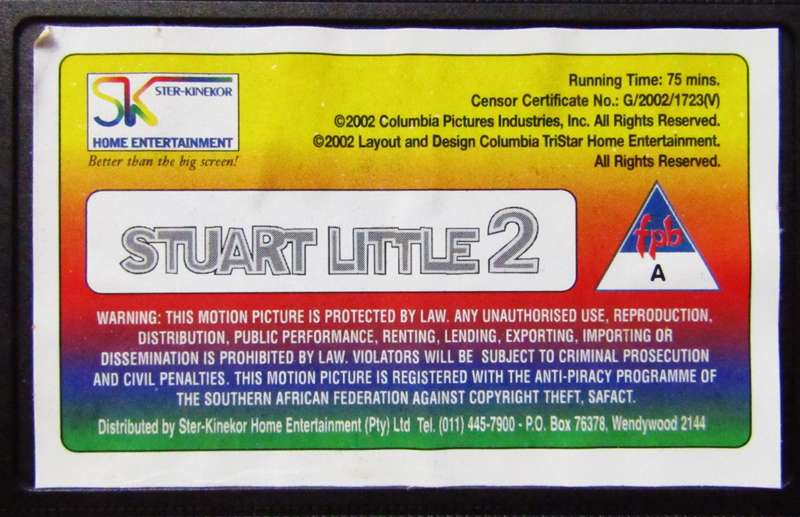 SK STER-KINEKOR
HOME ENTERTAINMENT
Better than the big screen!
Running Time: 75 mins.
Censor Certificate No.: G/2002/1723(V)
©2002 Columbia Pictures Industries, Inc. All Rights Reserved.
©2002 Layout and Design Columbia TriStar Home Entertainment.
All Rights Reserved.
STUART LITTLE 2
fpb
A
WARNING: THIS MOTION PICTURE IS PROTECTED BY LAW. ANY UNAUTHORISED USE, REPRODUCTION,
DISTRIBUTION, PUBLIC PERFORMANCE, RENTING, LENDING, EXPORTING, IMPORTING OR
DISSEMINATION IS PROHIBITED BY LAW. VIOLATORS WILL BE SUBJECT TO CRIMINAL PROSECUTION
AND CIVIL PENALTIES. THIS MOTION PICTURE IS REGISTERED WITH THE ANTI-PIRACY PROGRAMME OF
THE SOUTHERN AFRICAN FEDERATION AGAINST COPYRIGHT THEFT, SAFACT.
Distributed by Ster-Kinekor Home Entertainment (Pty) Ltd Tel. (011) 445-7900 - P.O. Box 76378, Wendywood 2144